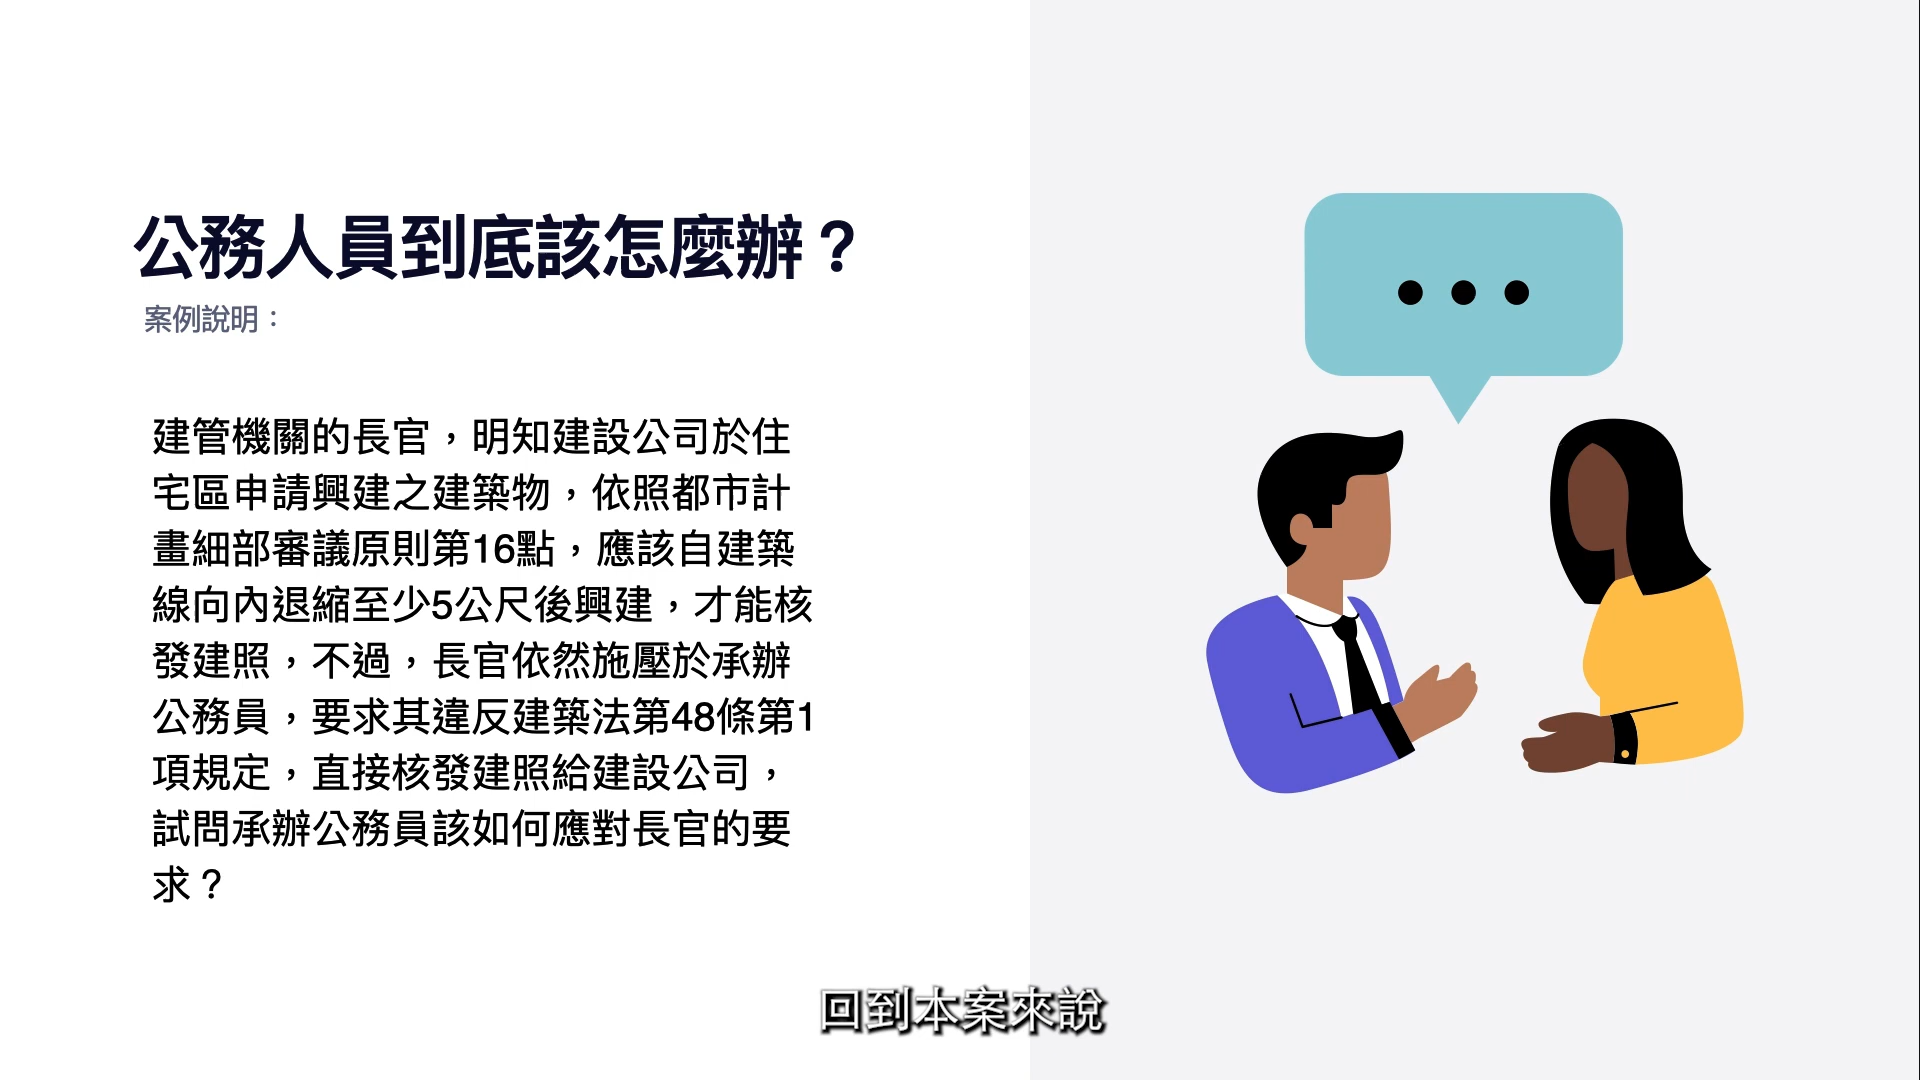 公務人員到底該怎麼辦？
案例說明：
建管機關的長官，明知建設公司於住
宅區申請興建之建築物，依照都市計
畫細部審議原則第16點，應該自建築
線向內退縮至少5公尺後興建，才能核
發建照，不過，長官依然施壓於承辦
公務員，要求其違反建築法第48條第1
項規定，直接核發建照給建設公司，
試問承辦公務員該如何應對長官的要
求？
回到本案來說